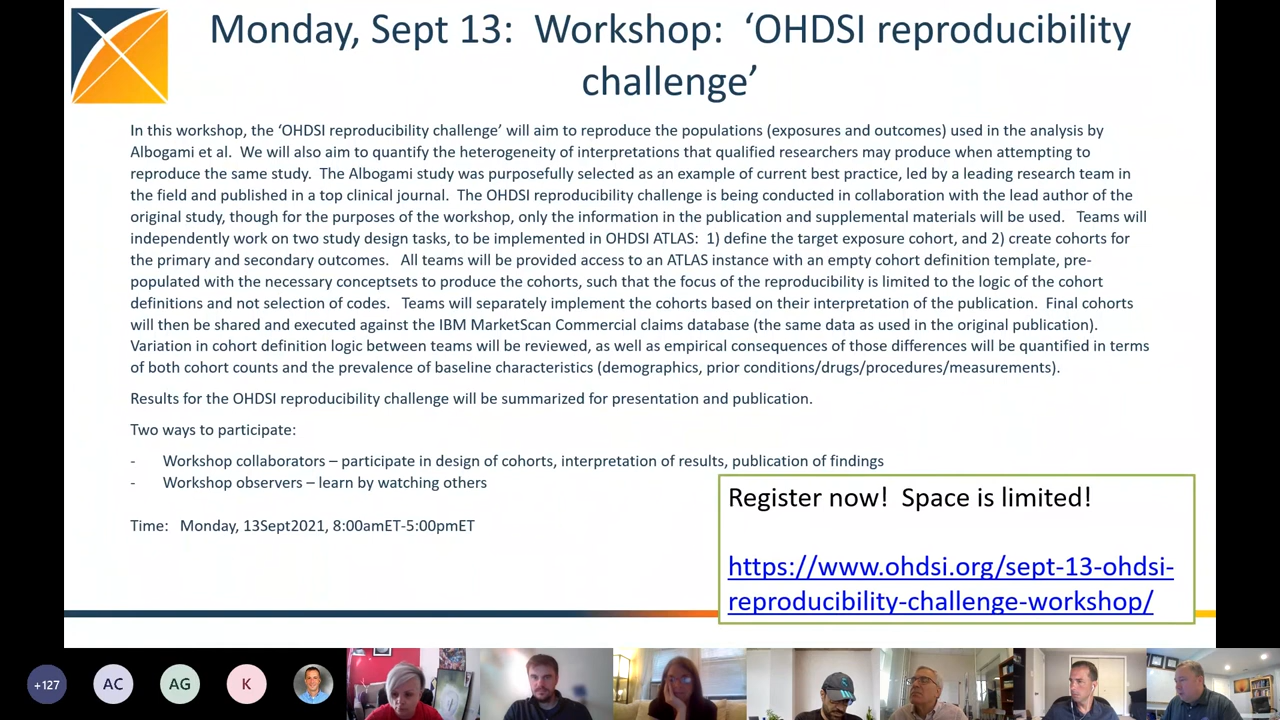 Monday, Sept 13:  Workshop:  ‘OHDSI reproducibility
challenge’
In this workshop, the ‘OHDSI reproducibility challenge’ will aim to reproduce the populations (exposures and outcomes) used in the analysis by
Albogami et al.  We will also aim to quantify the heterogeneity of interpretations that qualified researchers may produce when attempting to
reproduce the same study.  The Albogami study was purposefully selected as an example of current best practice, led by a leading research team in
the field and published in a top clinical journal.  The OHDSI reproducibility challenge is being conducted in collaboration with the lead author of the
original study, though for the purposes of the workshop, only the information in the publication and supplemental materials will be used.   Teams will
independently work on two study design tasks, to be implemented in OHDSI ATLAS:  1) define the target exposure cohort, and 2) create cohorts for
the primary and secondary outcomes.   All teams will be provided access to an ATLAS instance with an empty cohort definition template, pre-
populated with the necessary conceptsets to produce the cohorts, such that the focus of the reproducibility is limited to the logic of the cohort
definitions and not selection of codes.   Teams will separately implement the cohorts based on their interpretation of the publication.  Final cohorts
will then be shared and executed against the IBM MarketScan Commercial claims database (the same data as used in the original publication).
Variation in cohort definition logic between teams will be reviewed, as well as empirical consequences of those differences will be quantified in terms
of both cohort counts and the prevalence of baseline characteristics (demographics, prior conditions/drugs/procedures/measurements).
Results for the OHDSI reproducibility challenge will be summarized for presentation and publication.
Two ways to participate:
- Workshop collaborators – participate in design of cohorts, interpretation of results, publication of findings
- Workshop observers – learn by watching others
Time:   Monday, 13Sept2021, 8:00amET-5:00pmET
Register now!  Space is limited!
https://www.ohdsi.org/sept-13-ohdsi-
reproducibility-challenge-workshop/
+127
AC
AG
K